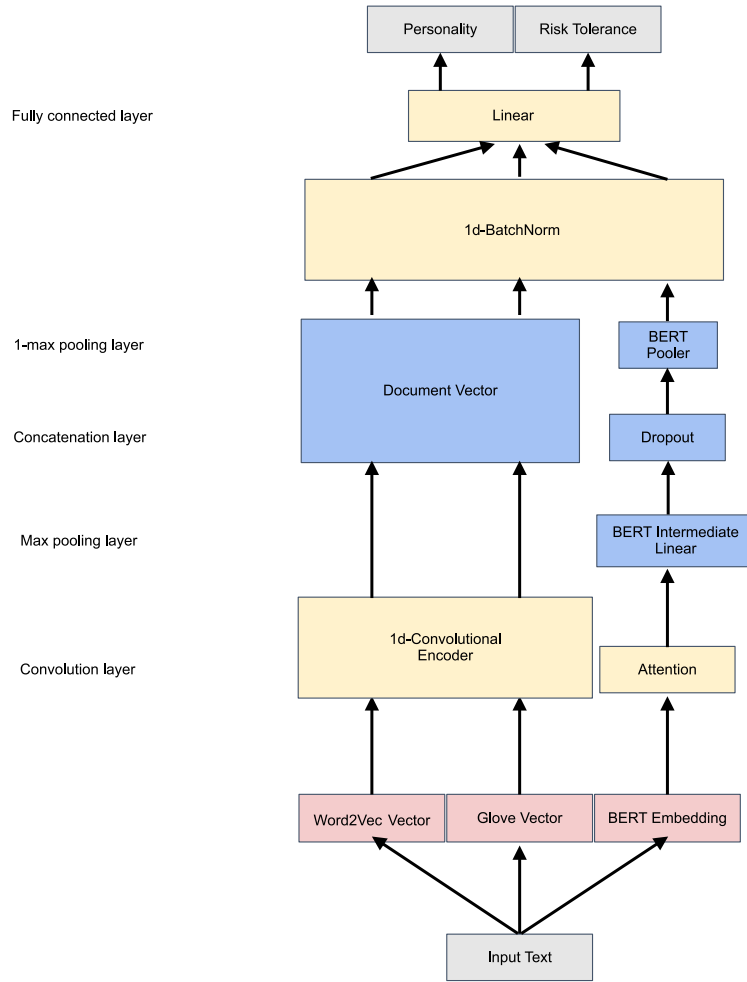 Personality
Risk Tolerance
Fully connected layer
Linear
1d-BatchNorm
1-max pooling layer
BERT
Pooler
Document Vector
Concatenation layer
Dropout
Max pooling layer
BERT Intermediate
Linear
1d-Convolutional
Encoder
Convolution layer
Attention
Word2Vec Vector
Glove Vector
BERT Embedding
Input Text